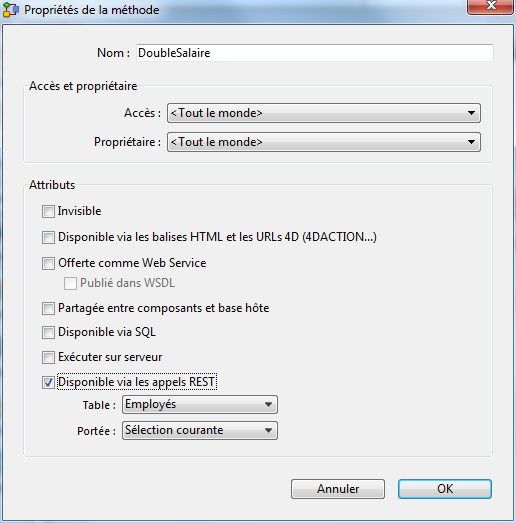 Propriétés de la méthode
Nom : DoubleSalaire
Accès et propriétaire
Accès : <Tout le monde>
Propriétaire : <Tout le monde>
Attributs
Invisible
Disponible via les balises HTML et les URLs 4D (4DACTION...)
Offerte comme Web Service
Publié dans WSDL
Partagée entre composants et base hôte
Disponible via SQL
Exécuter sur serveur
Disponible via les appels REST
Table : Employés
Portée : Sélection courante
Annuler OK